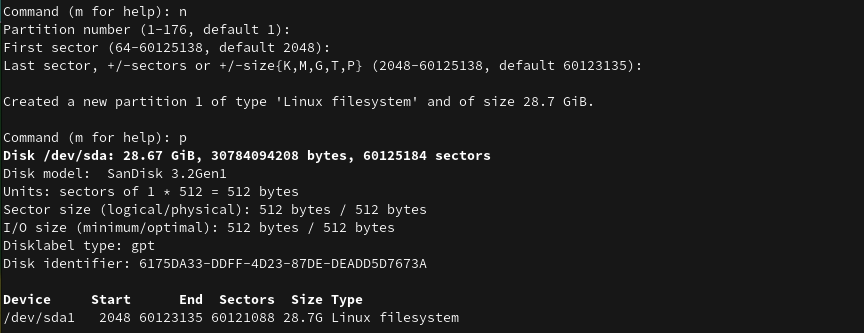 Command (m for help): n
Partition number (1-176, default 1):
First sector (64-60125138, default 2048):
Last sector, +/-sectors or +/-size{K,M,G,T,P} (2048-60125138, default 60123135):
Created a new partition 1 of type 'Linux filesystem' and of size 28.7 GiB.
Command (m for help): p
Disk /dev/sda: 28.67 GiB, 30784094208 bytes, 60125184 sectors
Disk model:  SanDisk 3.2Gen1
Units: sectors of 1 * 512 = 512 bytes
Sector size (logical/physical): 512 bytes / 512 bytes
I/O size (minimum/optimal): 512 bytes / 512 bytes
Disklabel type: gpt
Disk identifier: 6175DA33-DDFF-4D23-87DE-DEADD5D7673A
Device     Start      End  Sectors  Size Type
/dev/sda1   2048 60123135 60121088 28.7G Linux filesystem